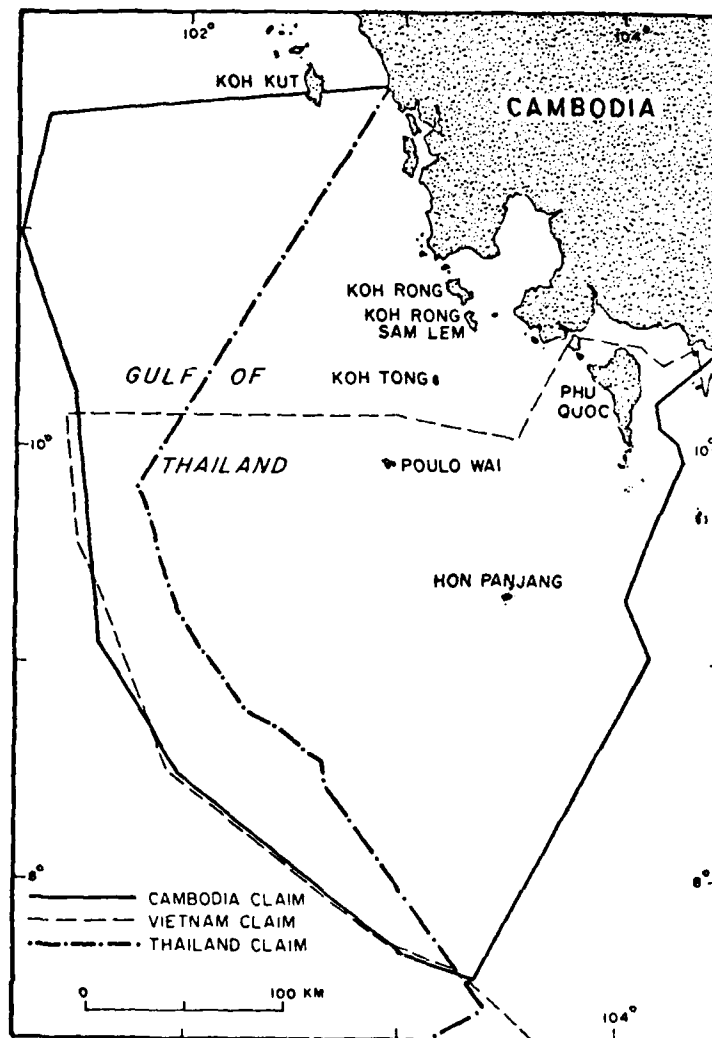 102°
104°
KOH KUT
CAMBODIA
KOH RONG
KOH RONG
SAM LEM
GULF OF
KOH TONG
PHU
QUOC
10°
10°
THAILAND
POULO WAI
HON PANJANG
8°
8°
CAMBODIA CLAIM
VIETNAM CLAIM
THAILAND CLAIM
0
100 KM
104°